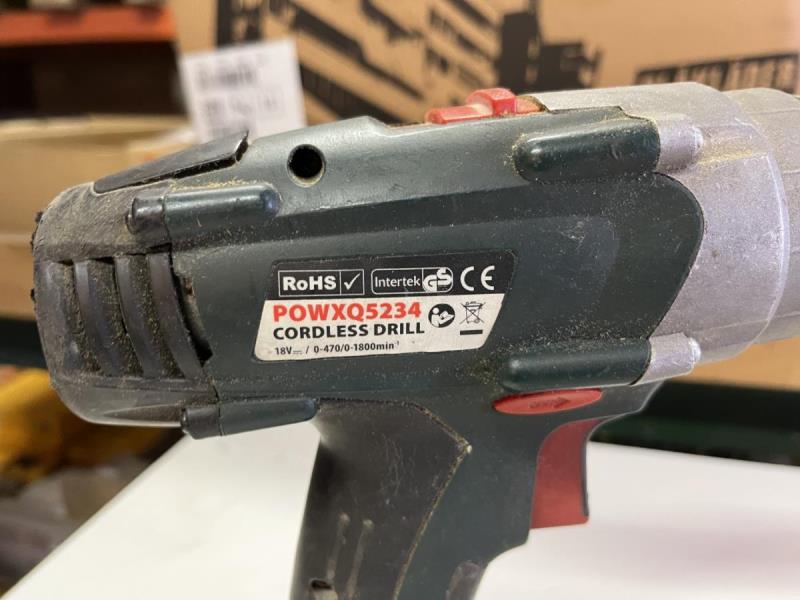 RoHS ✓ Intertek GS CE
POWXQ5234
CORDLESS DRILL
18V⎓ / 0-470/0-1800min⁻¹